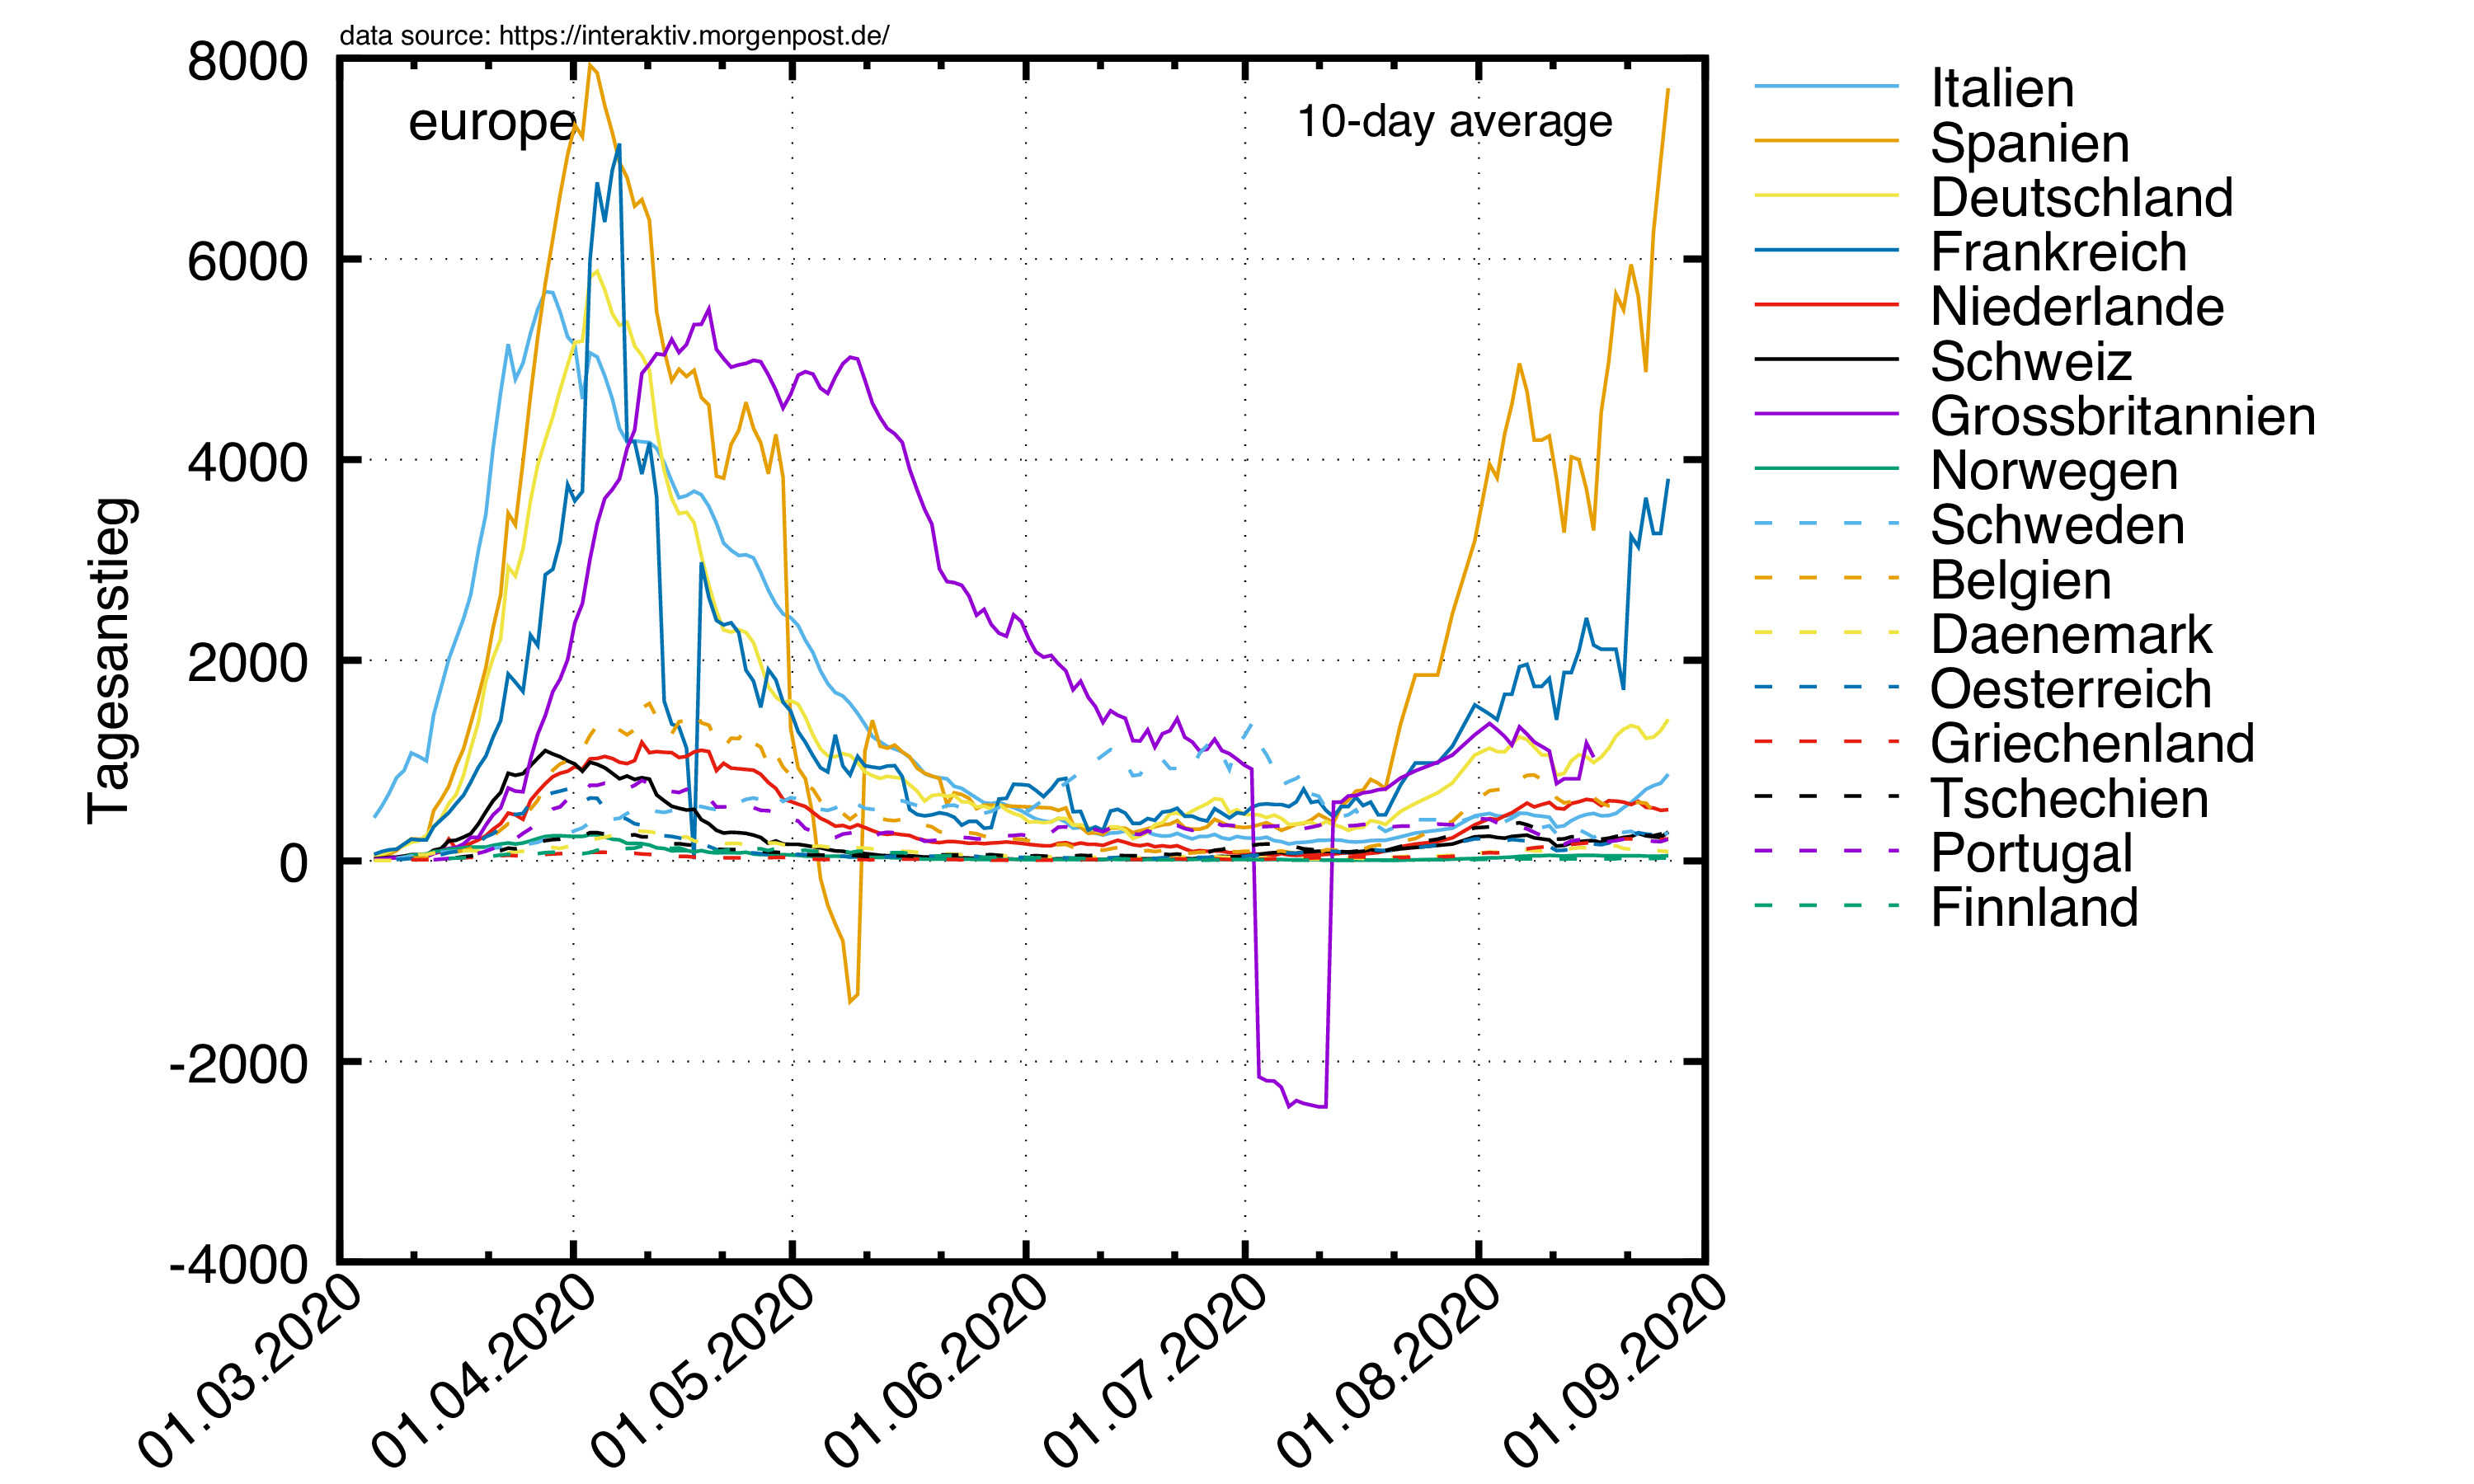 data source: https://interaktiv.morgenpost.de/
europe
10-day average
Tagesanstieg
8000
6000
4000
2000
0
-2000
-4000
01.03.2020
01.04.2020
01.05.2020
01.06.2020
01.07.2020
01.08.2020
01.09.2020
Italien
Spanien
Deutschland
Frankreich
Niederlande
Schweiz
Grossbritannien
Norwegen
Schweden
Belgien
Daenemark
Oesterreich
Griechenland
Tschechien
Portugal
Finnland